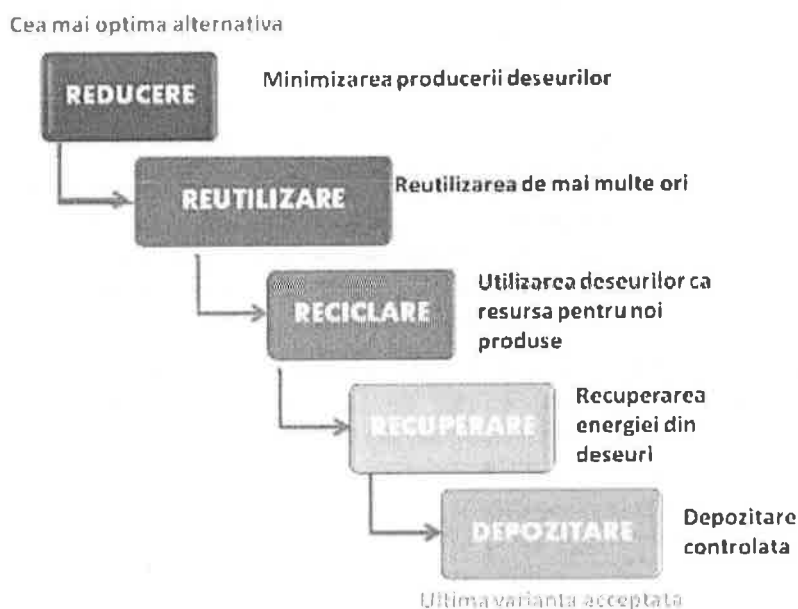 Cea mai optima alternativa
REDUCERE
Minimizarea producerii deseurilor
REUTILIZARE
Reutilizarea de mai multe ori
RECICLARE
Utilizarea deseurilor ca
resursa pentru noi
produse
RECUPERARE
Recuperarea
energiei din
deseuri
DEPOZITARE
Depozitare
controlata
Ultima varianta acceptata